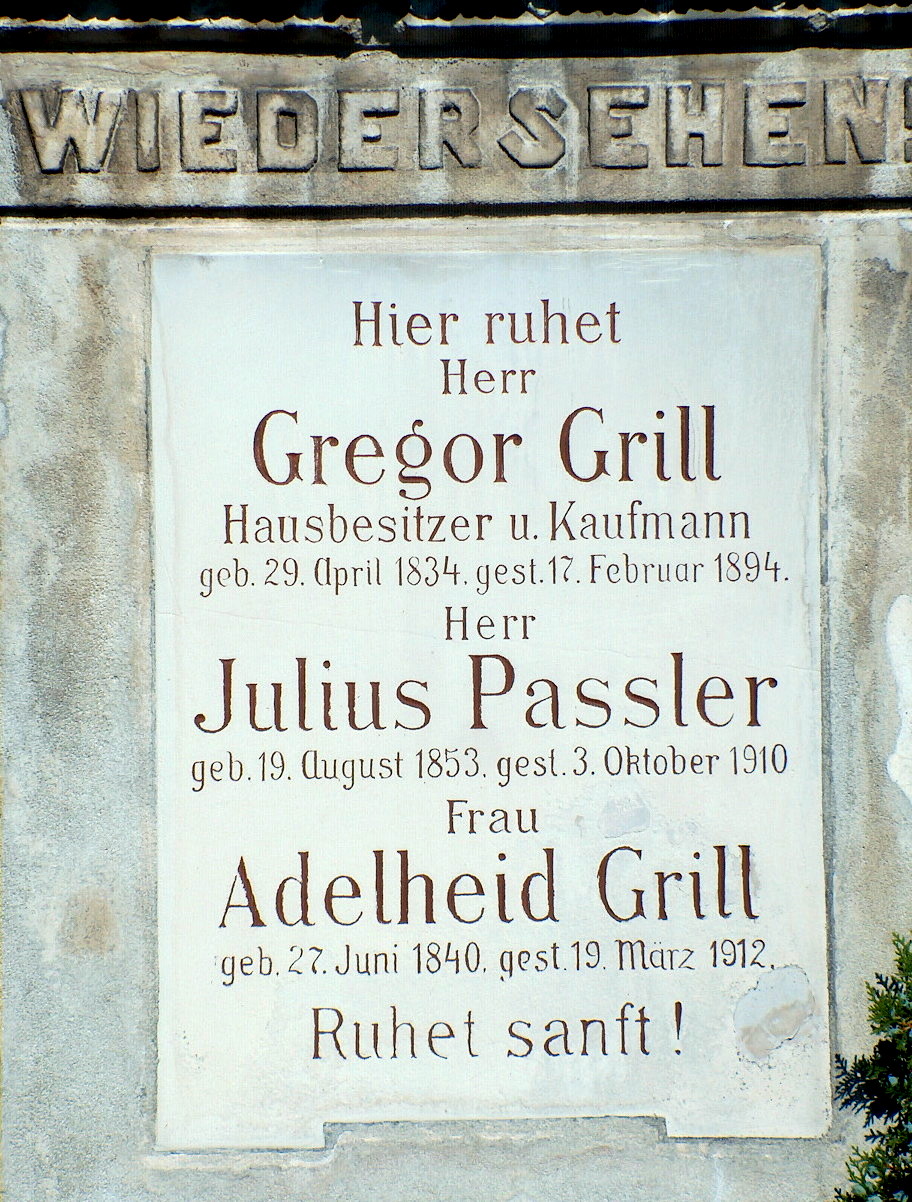 WIEDERSEHEN!
Hier ruhet
Herr
Gregor Grill
Hausbesitzer u. Kaufmann
geb. 29. April 1834. gest. 17. Februar 1894.
Herr
Julius Passler
geb. 19. August 1853. gest. 3. Oktober 1910
Frau
Adelheid Grill
geb. 27. Juni 1840. gest. 19. März 1912.
Ruhet sanft!